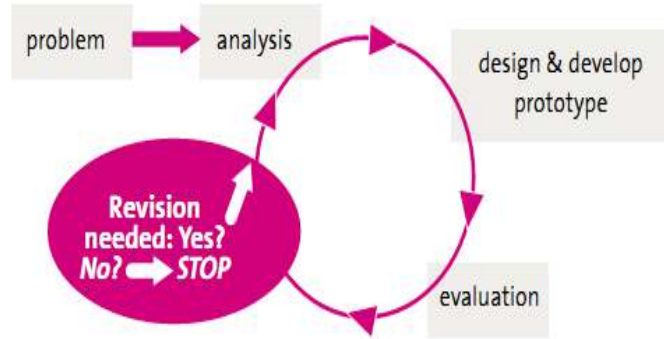 problem
analysis
design & develop
prototype
Revision
needed: Yes?
No? STOP
evaluation